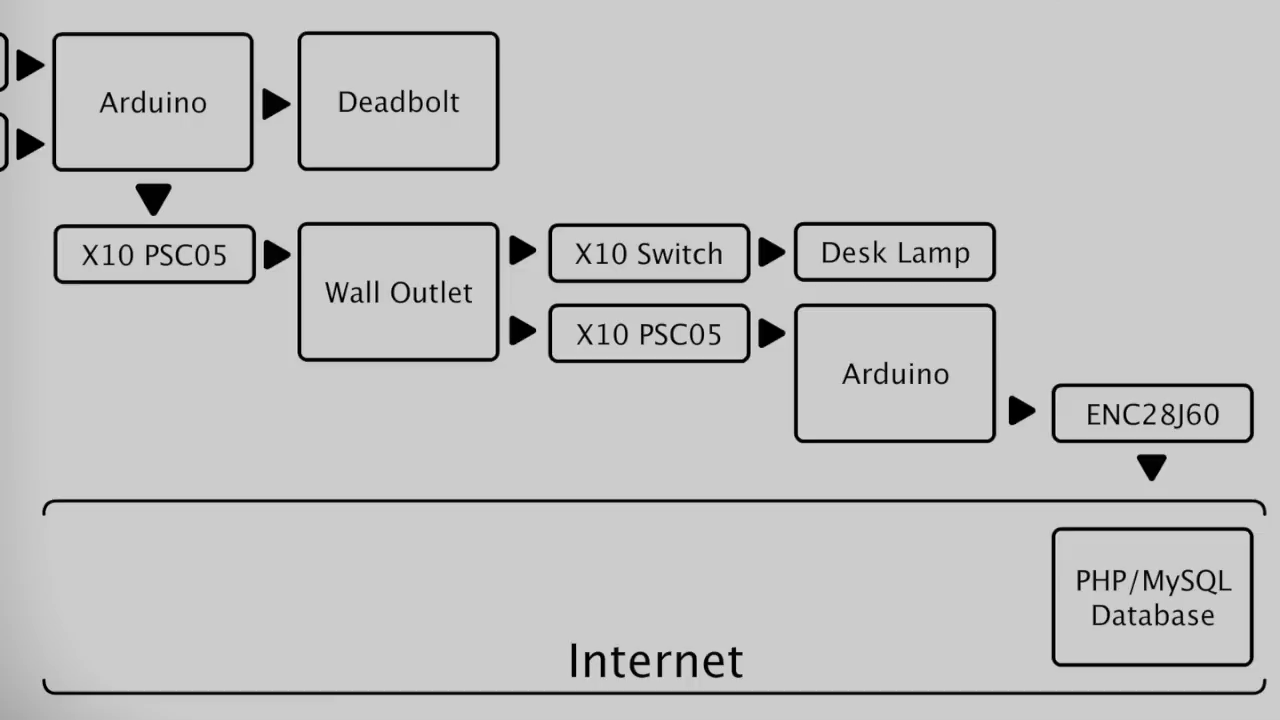 Arduino
Deadbolt
X10 PSC05
Wall Outlet
X10 Switch
Desk Lamp
X10 PSC05
Arduino
ENC28J60
PHP/MySQL
Database
Internet